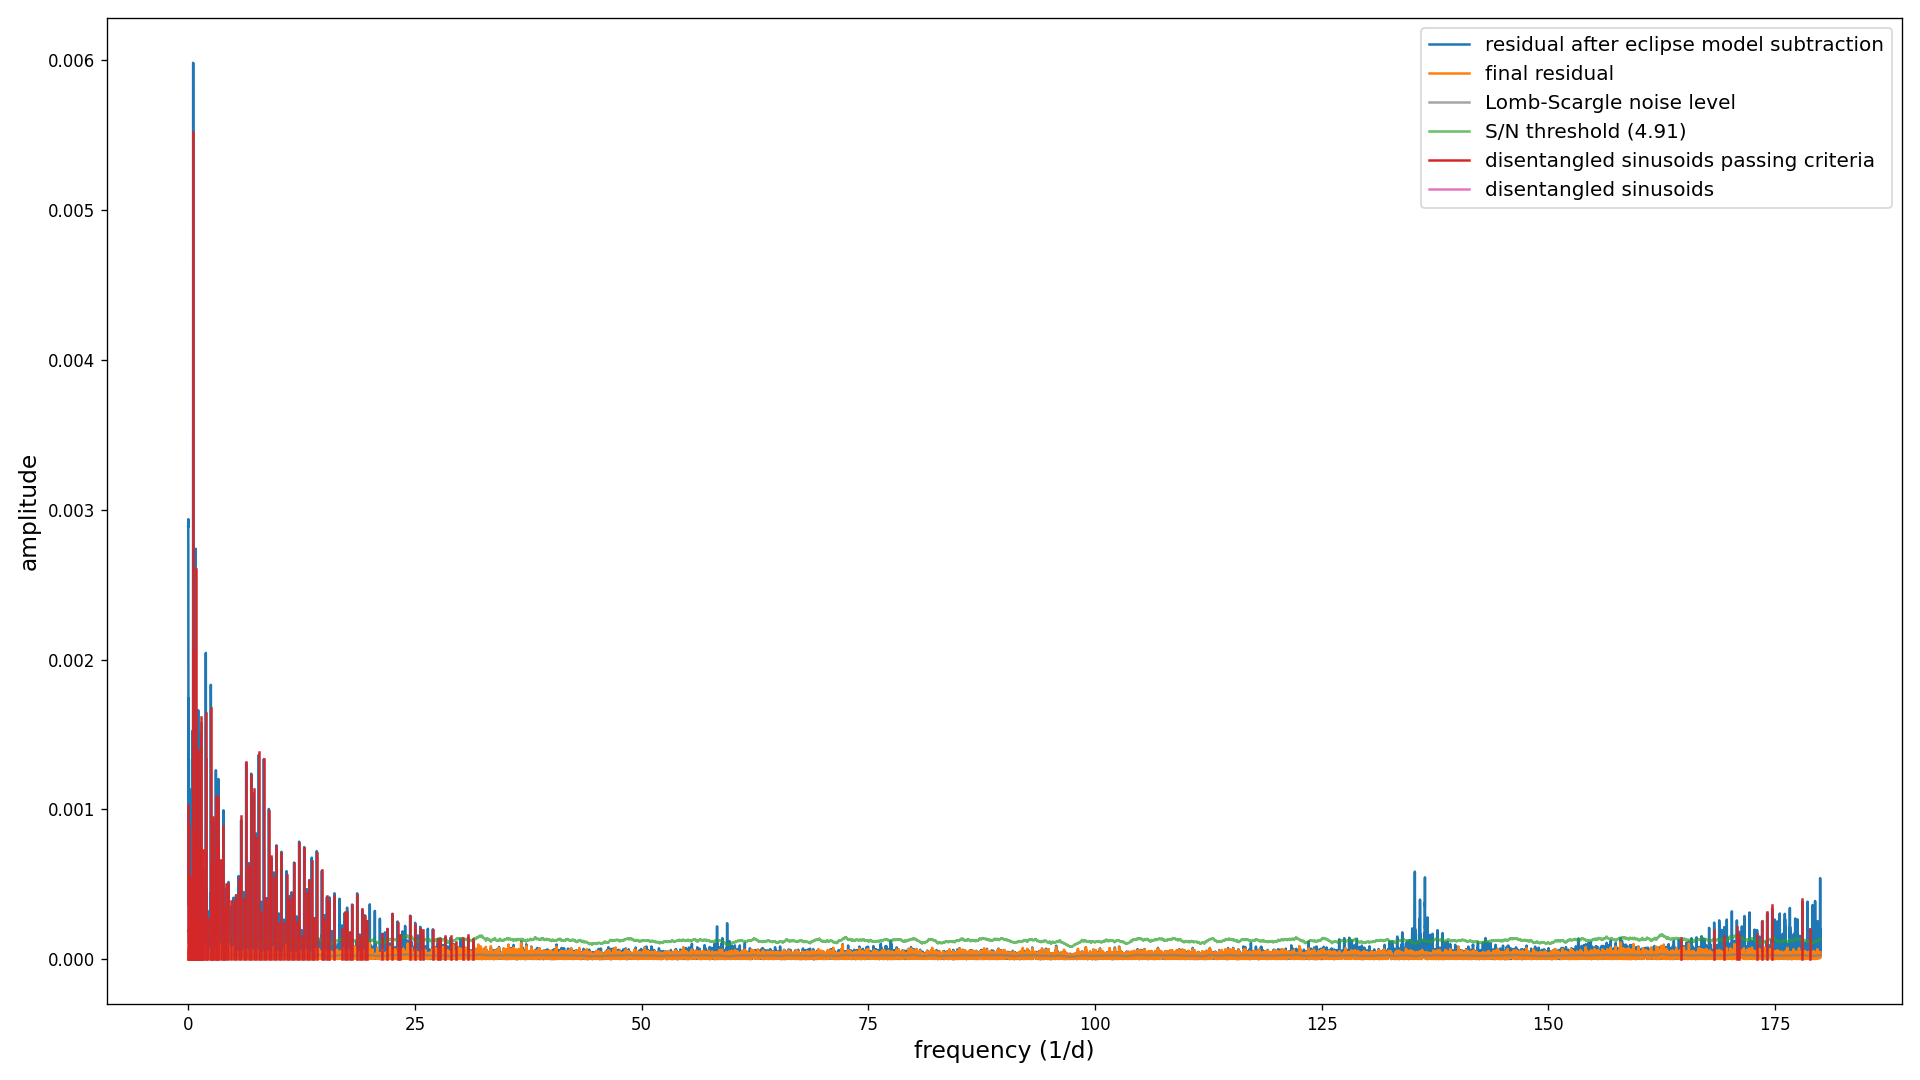 residual after eclipse model subtraction
final residual
Lomb-Scargle noise level
S/N threshold (4.91)
disentangled sinusoids passing criteria
disentangled sinusoids
0.006
0.005
0.004
0.003
0.002
0.001
0.000
amplitude
0 25 50 75 100 125 150 175
frequency (1/d)